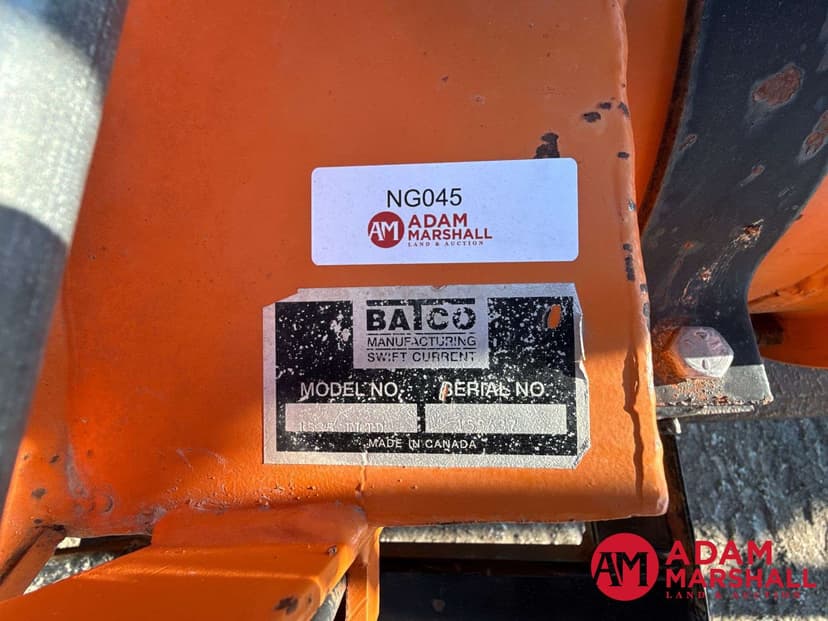 NG045
AM ADAM
MARSHALL
LAND & AUCTION
BATCO
MANUFACTURING
SWIFT CURRENT
MODEL NO. SERIAL NO.
MADE IN CANADA
AM ADAM
MARSHALL
LAND & AUCTION